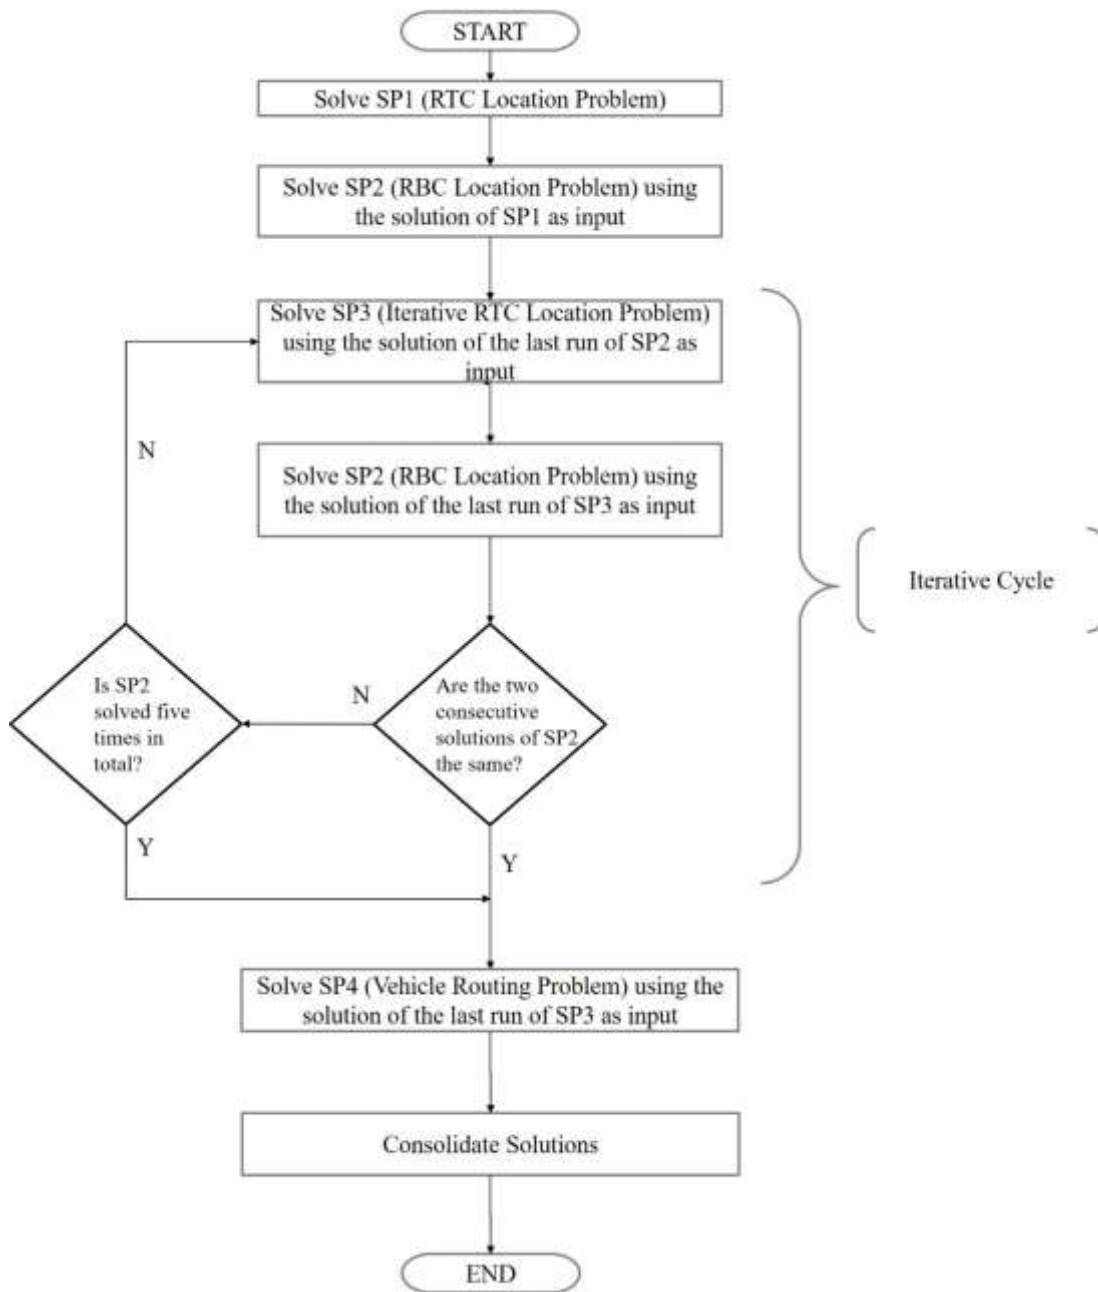 START
Solve SP1 (RTC Location Problem)
Solve SP2 (RBC Location Problem) using
the solution of SP1 as input
Solve SP3 (Iterative RTC Location Problem)
using the solution of the last run of SP2 as
input
N
Solve SP2 (RBC Location Problem) using
the solution of the last run of SP3 as input
Iterative Cycle
Is SP2
solved five
times in
total?
N
Are the two
consecutive
solutions of SP2
the same?
Y
Y
Solve SP4 (Vehicle Routing Problem) using the
solution of the last run of SP3 as input
Consolidate Solutions
END